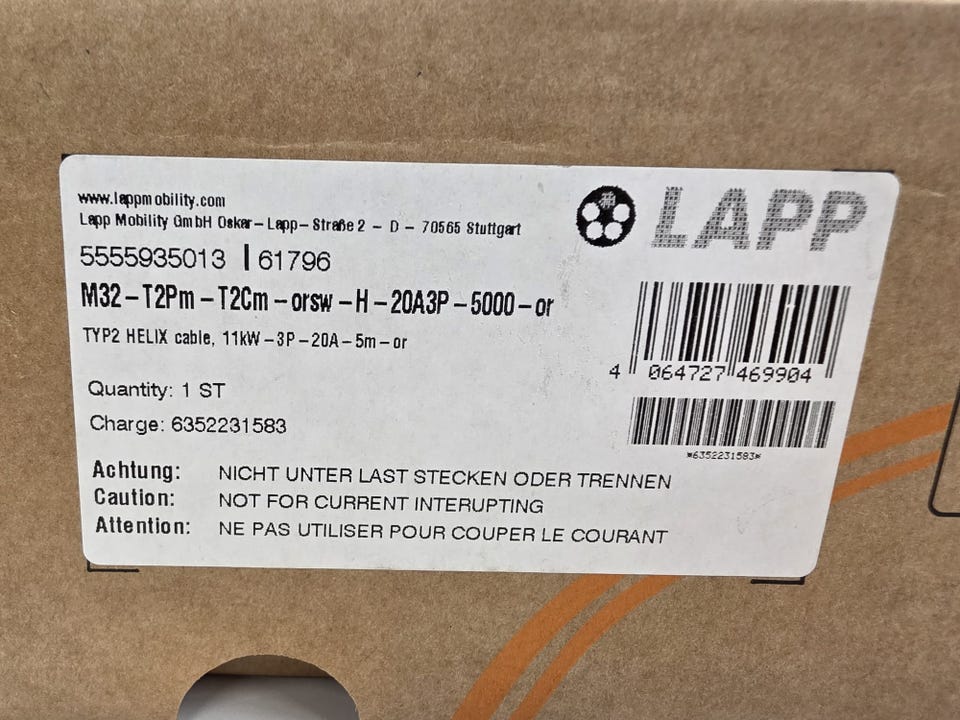 www.lappmobility.com
Lapp Mobility GmbH Oskar-Lapp-Straße 2 - D - 70565 Stuttgart
LAPP
5555935013 | 61796
M32-T2Pm-T2Cm-orsw-H-20A3P-5000-or
TYP2 HELIX cable, 11kW-3P-20A-5m-or
4 064727 469904
Quantity: 1 ST
Charge: 6352231583
*6352231583*
Achtung: NICHT UNTER LAST STECKEN ODER TRENNEN
Caution: NOT FOR CURRENT INTERUPTING
Attention: NE PAS UTILISER POUR COUPER LE COURANT